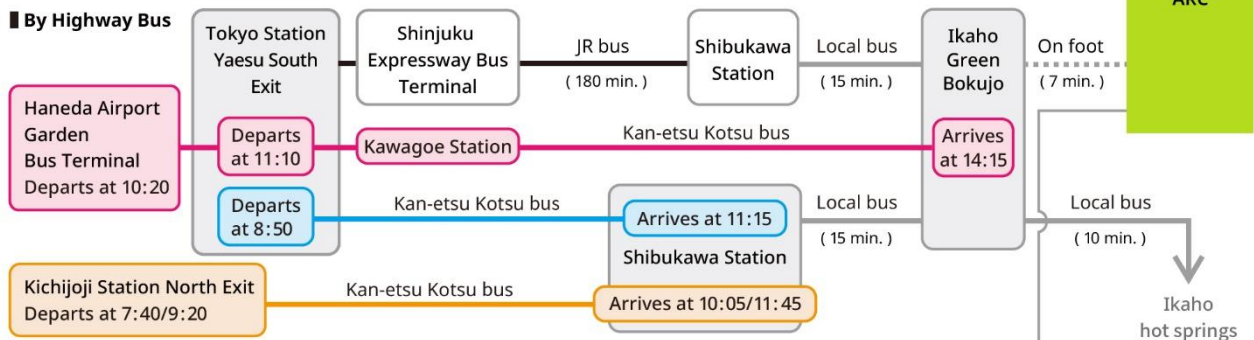 By Highway Bus
ARC
Tokyo Station
Yaesu South
Exit
Shinjuku
Expressway Bus
Terminal
JR bus
( 180 min. )
Shibukawa
Station
Local bus
( 15 min. )
Ikaho
Green
Bokujo
On foot
( 7 min. )
Haneda Airport
Garden
Bus Terminal
Departs at 10:20
Departs
at 11:10
Kawagoe Station
Kan-etsu Kotsu bus
Arrives
at 14:15
Departs
at 8:50
Kan-etsu Kotsu bus
Arrives at 11:15
Shibukawa Station
Local bus
( 15 min. )
Local bus
( 10 min. )
Kichijoji Station North Exit
Departs at 7:40/9:20
Kan-etsu Kotsu bus
Arrives at 10:05/11:45
Ikaho
hot springs